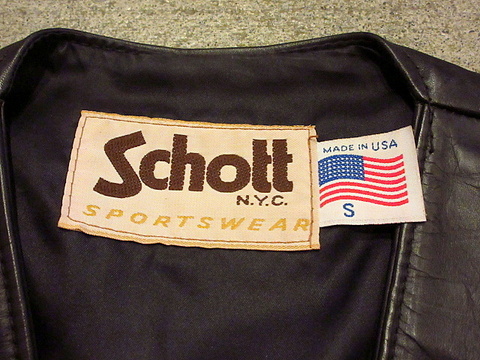 Schott
N.Y.C.
SPORTSWEAR
MADE IN USA
S